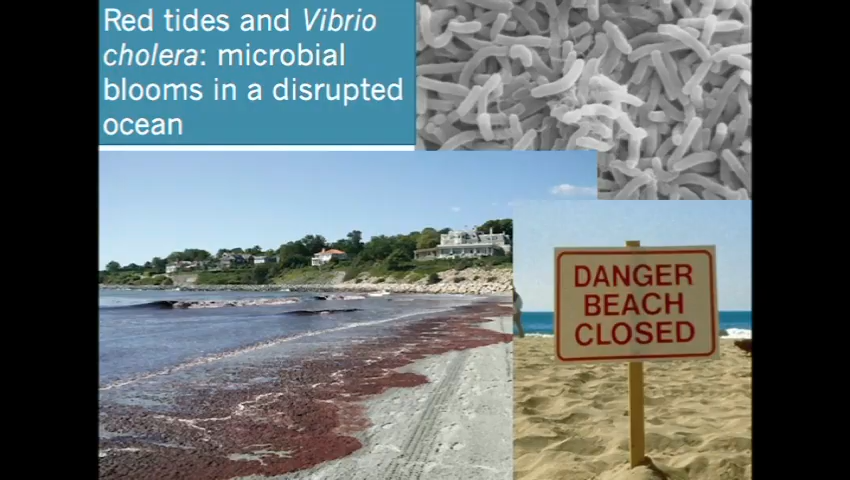 Red tides and Vibrio
cholera: microbial
blooms in a disrupted
ocean
DANGER
BEACH
CLOSED